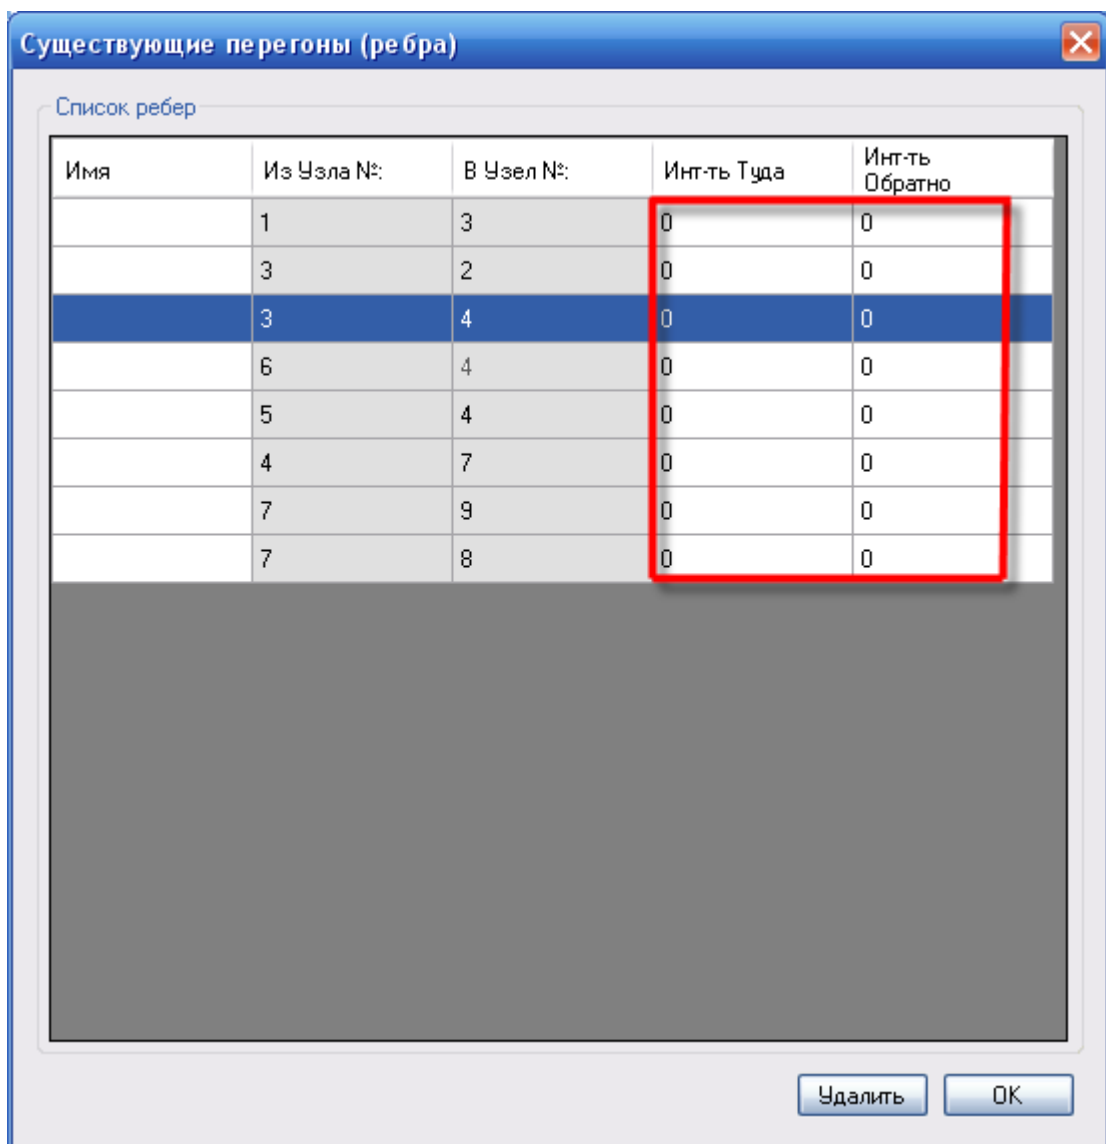 Существующие перегоны (ребра)
Список ребер
Имя Из Узла №: В Узел №: Инт-ть Туда Инт-ть Обратно
1 3 0 0
3 2 0 0
3 4 0 0
6 4 0 0
5 4 0 0
4 7 0 0
7 9 0 0
7 8 0 0
Удалить OK